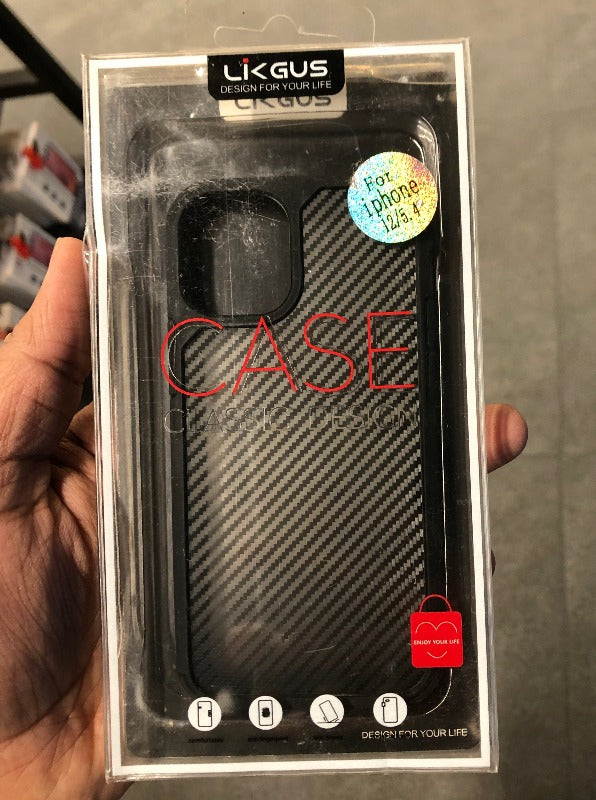 LIKGUS
DESIGN FOR YOUR LIFE
LIKGUS
For
iphone
12/5.4
CASE
CLASSIC DESIGN
ENJOY YOUR LIFE
DESIGN FOR YOUR LIFE